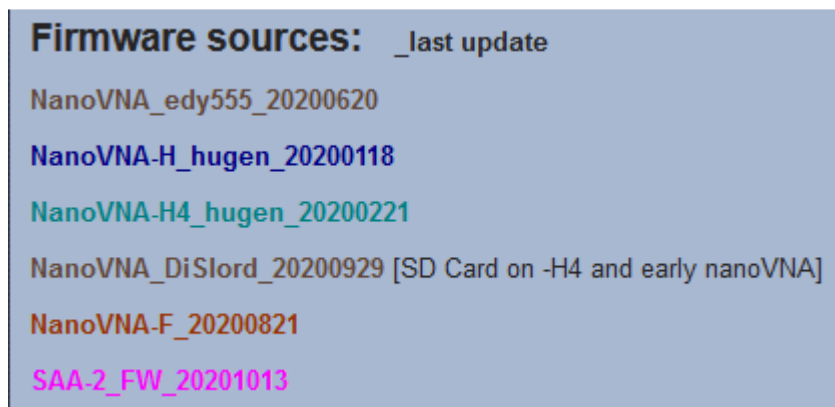 Firmware sources: _last update
NanoVNA_edy555_20200620
NanoVNA-H_hugen_20200118
NanoVNA-H4_hugen_20200221
NanoVNA_DiSlord_20200929 [SD Card on -H4 and early nanoVNA]
NanoVNA-F_20200821
SAA-2_FW_20201013